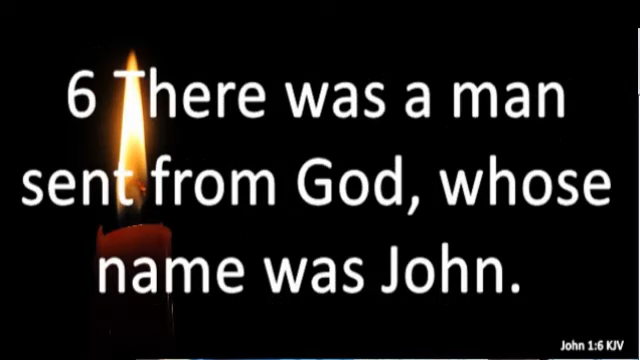 6 There was a man
sent from God, whose
name was John.
John 1:6 KJV